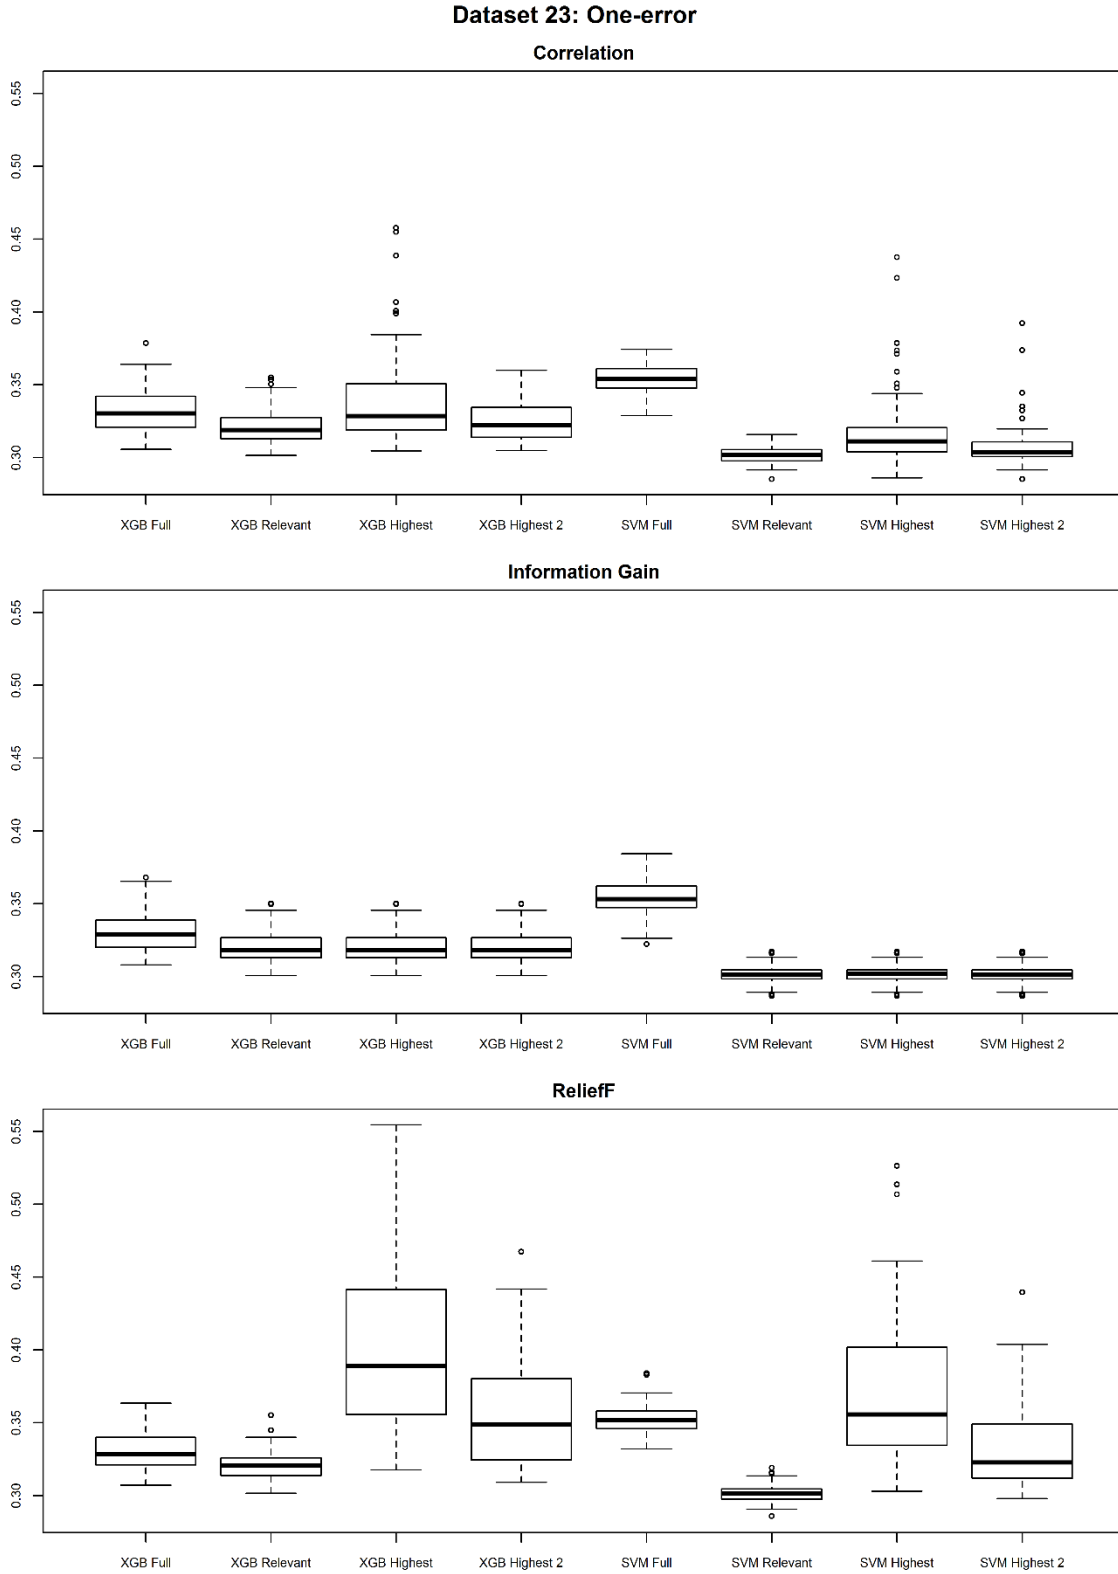 Dataset 23: One-error
Correlation
0.55
0.50
0.45
0.40
0.35
0.30
XGB Full XGB Relevant XGB Highest XGB Highest 2 SVM Full SVM Relevant SVM Highest SVM Highest 2
Information Gain
0.55
0.50
0.45
0.40
0.35
0.30
XGB Full XGB Relevant XGB Highest XGB Highest 2 SVM Full SVM Relevant SVM Highest SVM Highest 2
ReliefF
0.55
0.50
0.45
0.40
0.35
0.30
XGB Full XGB Relevant XGB Highest XGB Highest 2 SVM Full SVM Relevant SVM Highest SVM Highest 2